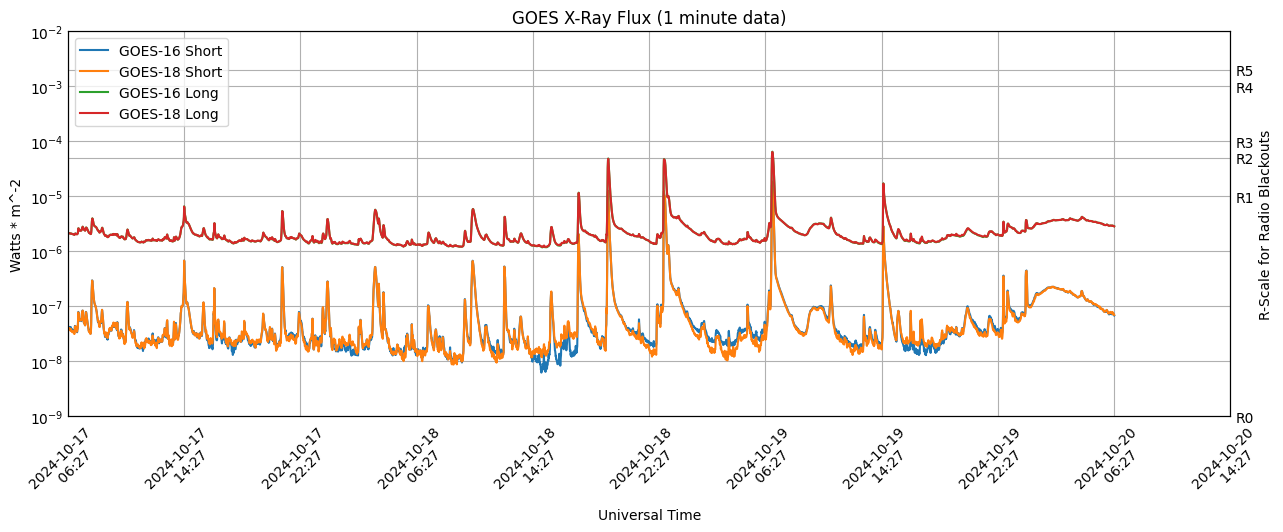 GOES X-Ray Flux (1 minute data)
GOES-16 Short
GOES-18 Short
GOES-16 Long
GOES-18 Long
Watts * m^-2
10^-2
10^-3
10^-4
10^-5
10^-6
10^-7
10^-8
10^-9
R5
R4
R3
R2
R1
R0
R-Scale for Radio Blackouts
2024-10-17
06:27
2024-10-17
14:27
2024-10-17
22:27
2024-10-18
06:27
2024-10-18
14:27
2024-10-18
22:27
2024-10-19
06:27
2024-10-19
14:27
2024-10-19
22:27
2024-10-20
06:27
2024-10-20
14:27
Universal Time